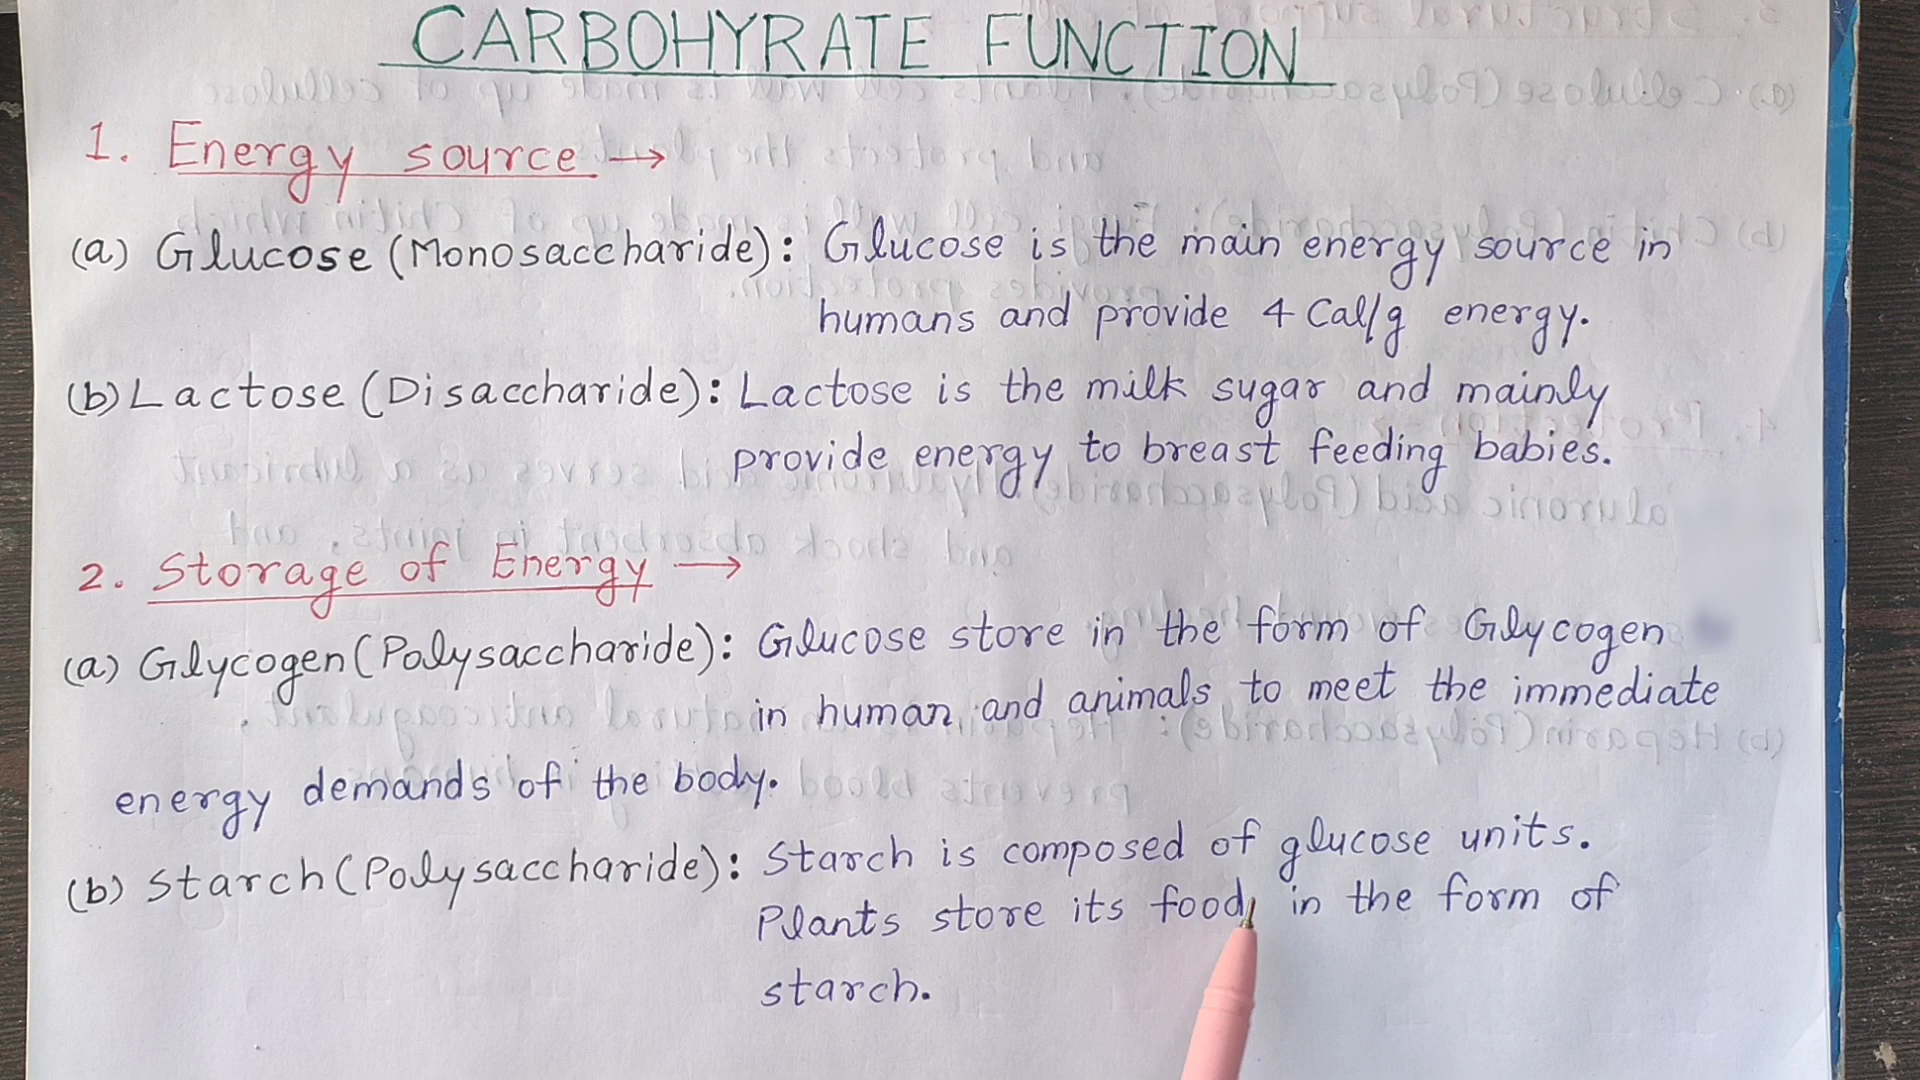 CARBOHYRATE FUNCTION
1. Energy source →
(a) Glucose (Monosaccharide): Glucose is the main energy source in
humans and provide 4 Cal/g energy.
(b) Lactose (Disaccharide): Lactose is the milk sugar and mainly
provide energy to breast feeding babies.
2. Storage of Energy →
(a) Glycogen (Polysaccharide): Glucose store in the form of Glycogen
in human and animals to meet the immediate
energy demands of the body.
(b) Starch (Polysaccharide): Starch is composed of glucose units.
Plants store its food in the form of
starch.